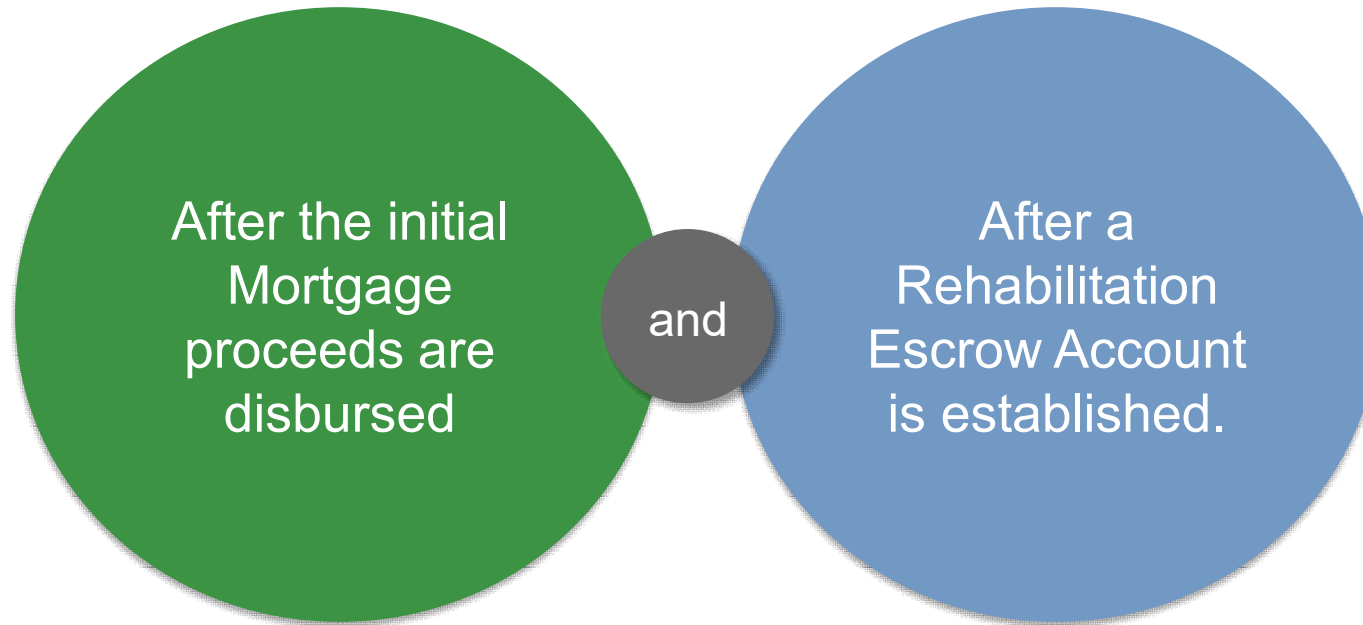 After the initial
Mortgage
proceeds are
disbursed
and
After a
Rehabilitation
Escrow Account
is established.